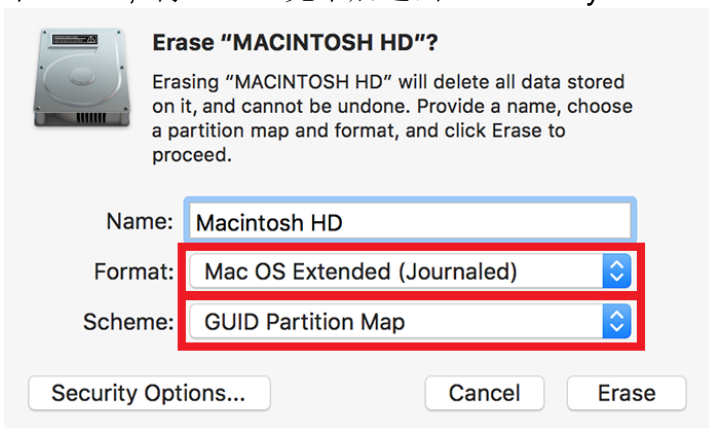 Erase “MACINTOSH HD”?
Erasing “MACINTOSH HD” will delete all data stored
on it, and cannot be undone. Provide a name, choose
a partition map and format, and click Erase to
proceed.
Name: Macintosh HD
Format: Mac OS Extended (Journaled)
Scheme: GUID Partition Map
Security Options... Cancel Erase